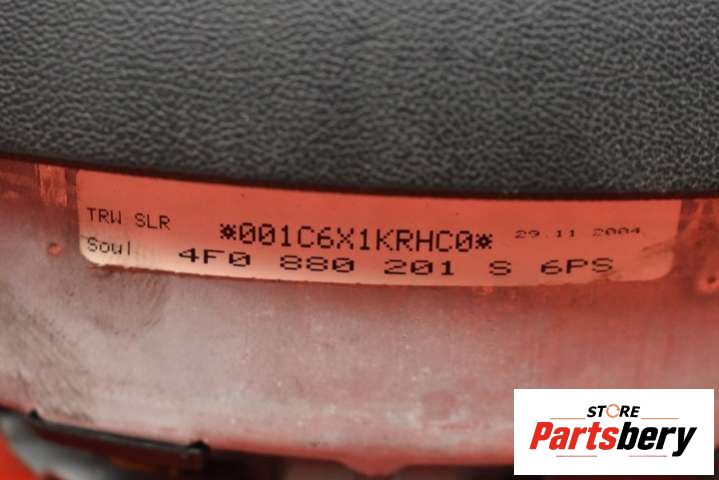 TRW SLR *001C6X1KRHC0* 29.11 2004
Soul 4F0 880 201 S 6PS
STORE
Partsbery